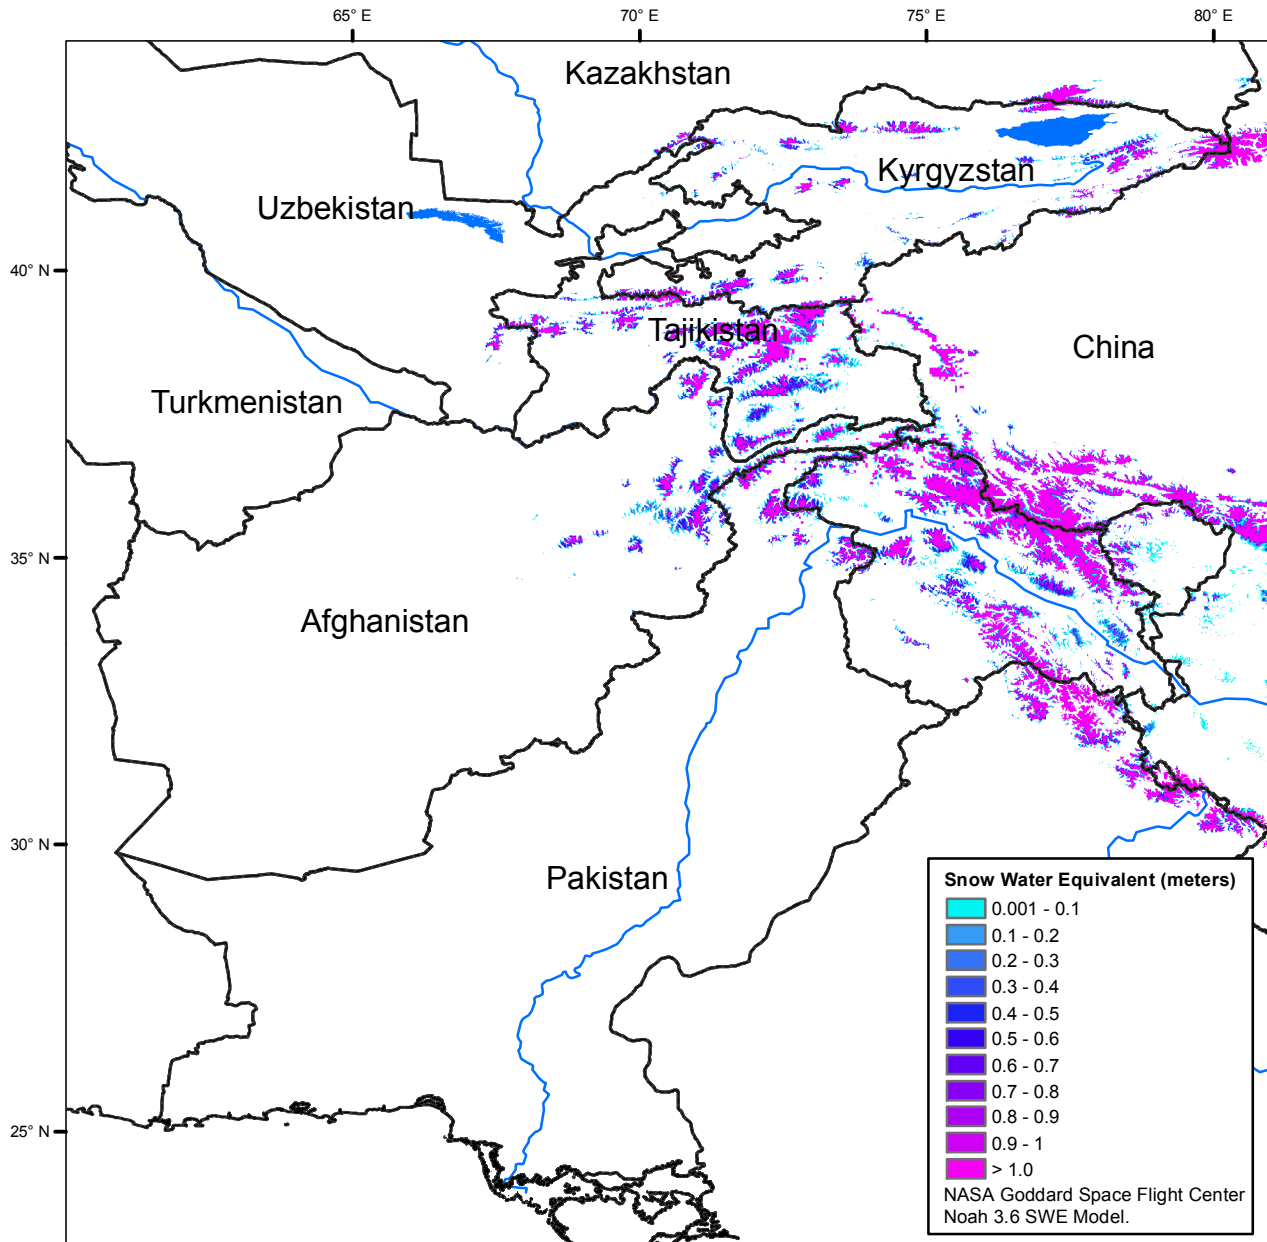 65° E
70° E
75° E
80° E
Kazakhstan
Kyrgyzstan
Uzbekistan
40° N
Tajikistan
China
Turkmenistan
35° N
Afghanistan
30° N
Pakistan
25° N
Snow Water Equivalent (meters)
0.001 - 0.1
0.1 - 0.2
0.2 - 0.3
0.3 - 0.4
0.4 - 0.5
0.5 - 0.6
0.6 - 0.7
0.7 - 0.8
0.8 - 0.9
0.9 - 1
> 1.0
NASA Goddard Space Flight Center
Noah 3.6 SWE Model.